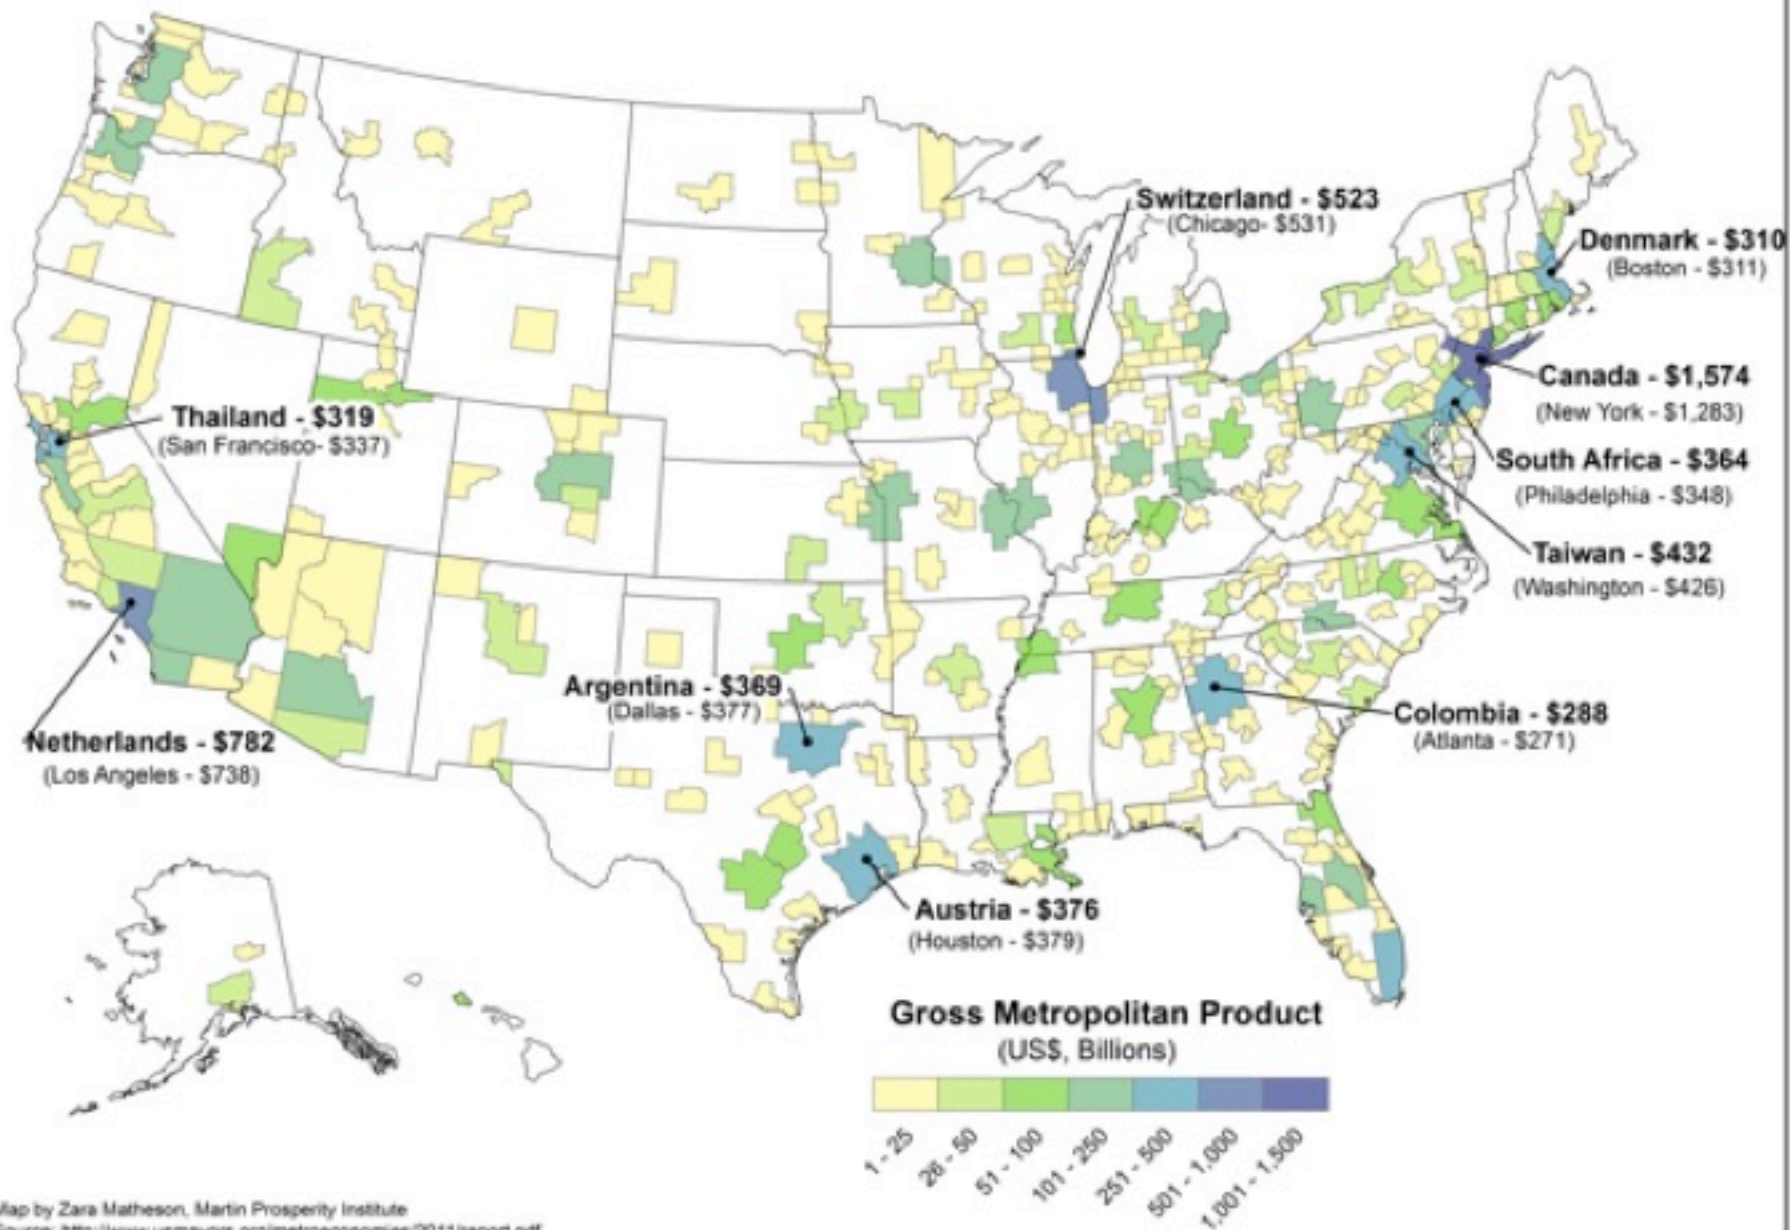 Switzerland - $523
(Chicago- $531)
Denmark - $310
(Boston - $311)
Canada - $1,574
(New York - $1,283)
Thailand - $319
(San Francisco- $337)
South Africa - $364
(Philadelphia - $348)
Taiwan - $432
(Washington - $426)
Argentina - $369
(Dallas - $377)
Colombia - $288
(Atlanta - $271)
Netherlands - $782
(Los Angeles - $738)
Austria - $376
(Houston - $379)
Gross Metropolitan Product
(US$, Billions)
1 - 25
26 - 50
51 - 100
101 - 250
251 - 500
501 - 1,000
1,001 - 1,500
Map by Zara Matheson, Martin Prosperity Institute